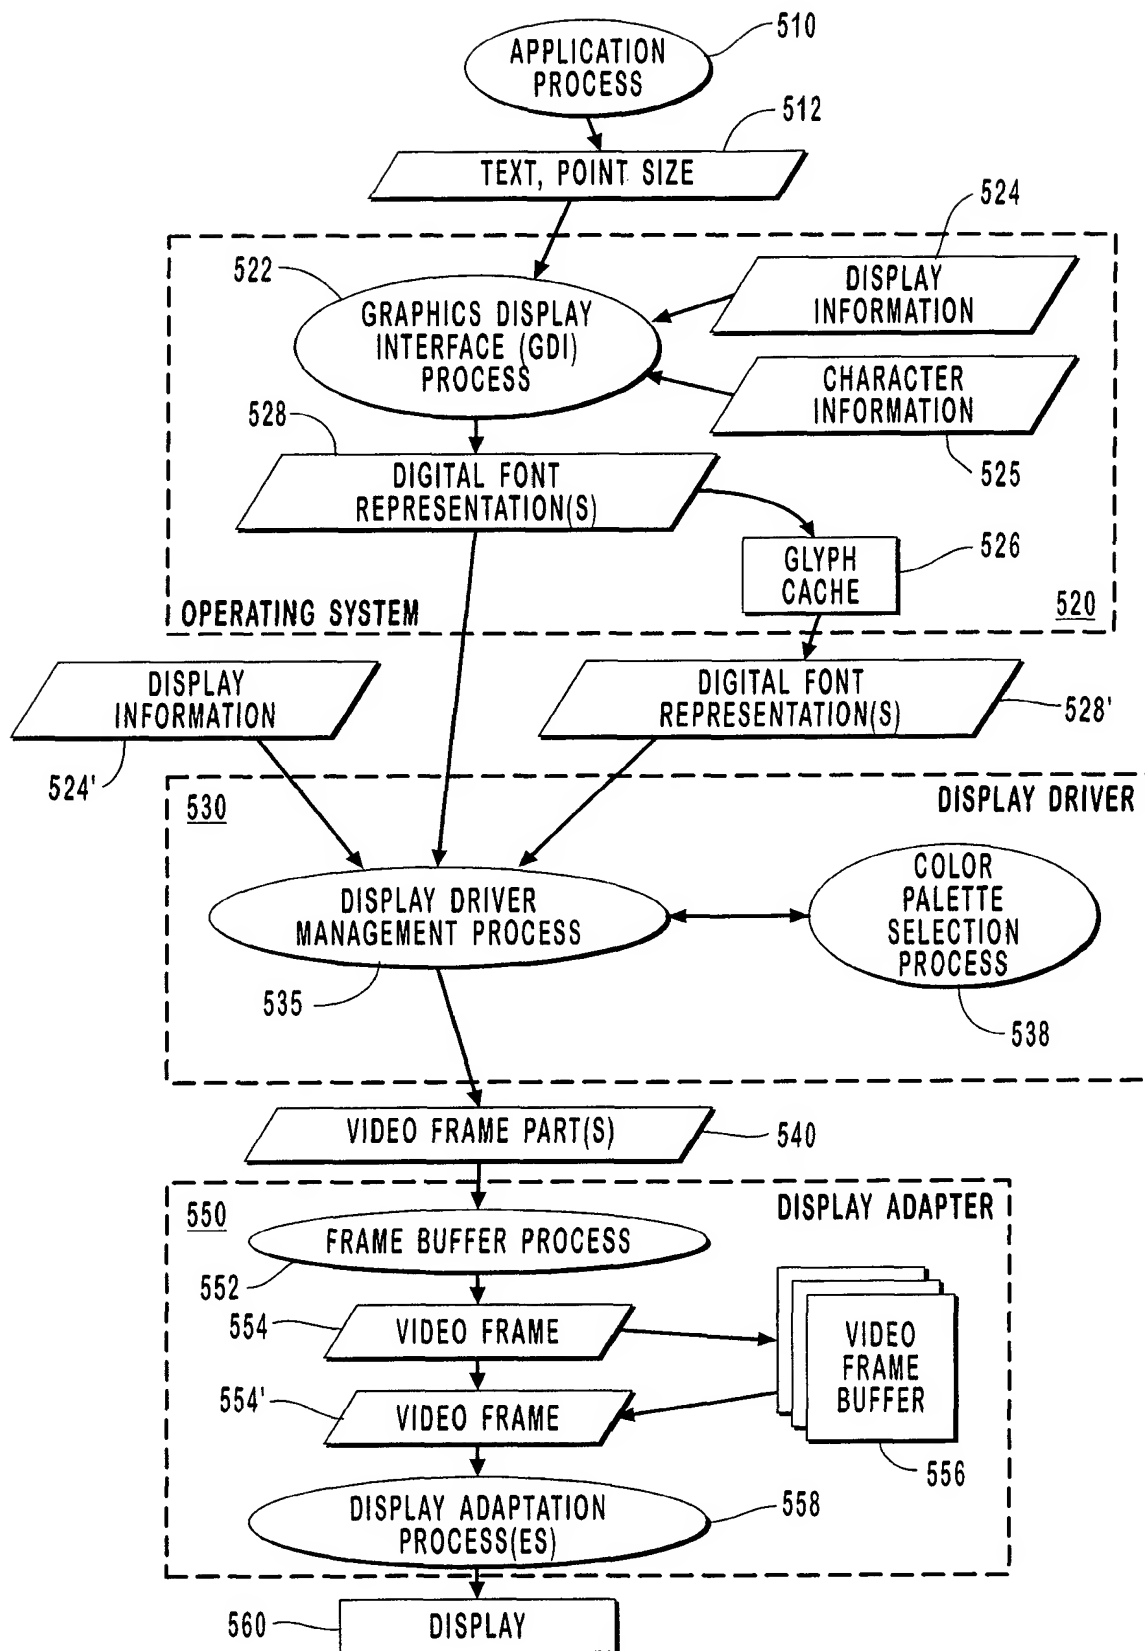 510
APPLICATION
PROCESS
512
TEXT, POINT SIZE
524
522
DISPLAY
INFORMATION
GRAPHICS DISPLAY
INTERFACE (GDI)
PROCESS
CHARACTER
INFORMATION
528
525
DIGITAL FONT
REPRESENTATION(S)
526
GLYPH
CACHE
OPERATING SYSTEM
520
DISPLAY
INFORMATION
DIGITAL FONT
REPRESENTATION(S)
528'
524'
530
DISPLAY DRIVER
DISPLAY DRIVER
MANAGEMENT PROCESS
COLOR
PALETTE
SELECTION
PROCESS
535
538
VIDEO FRAME PART(S)
540
550
DISPLAY ADAPTER
FRAME BUFFER PROCESS
552
554
VIDEO FRAME
VIDEO
FRAME
BUFFER
554'
VIDEO FRAME
556
DISPLAY ADAPTATION
PROCESS(ES)
558
560
DISPLAY